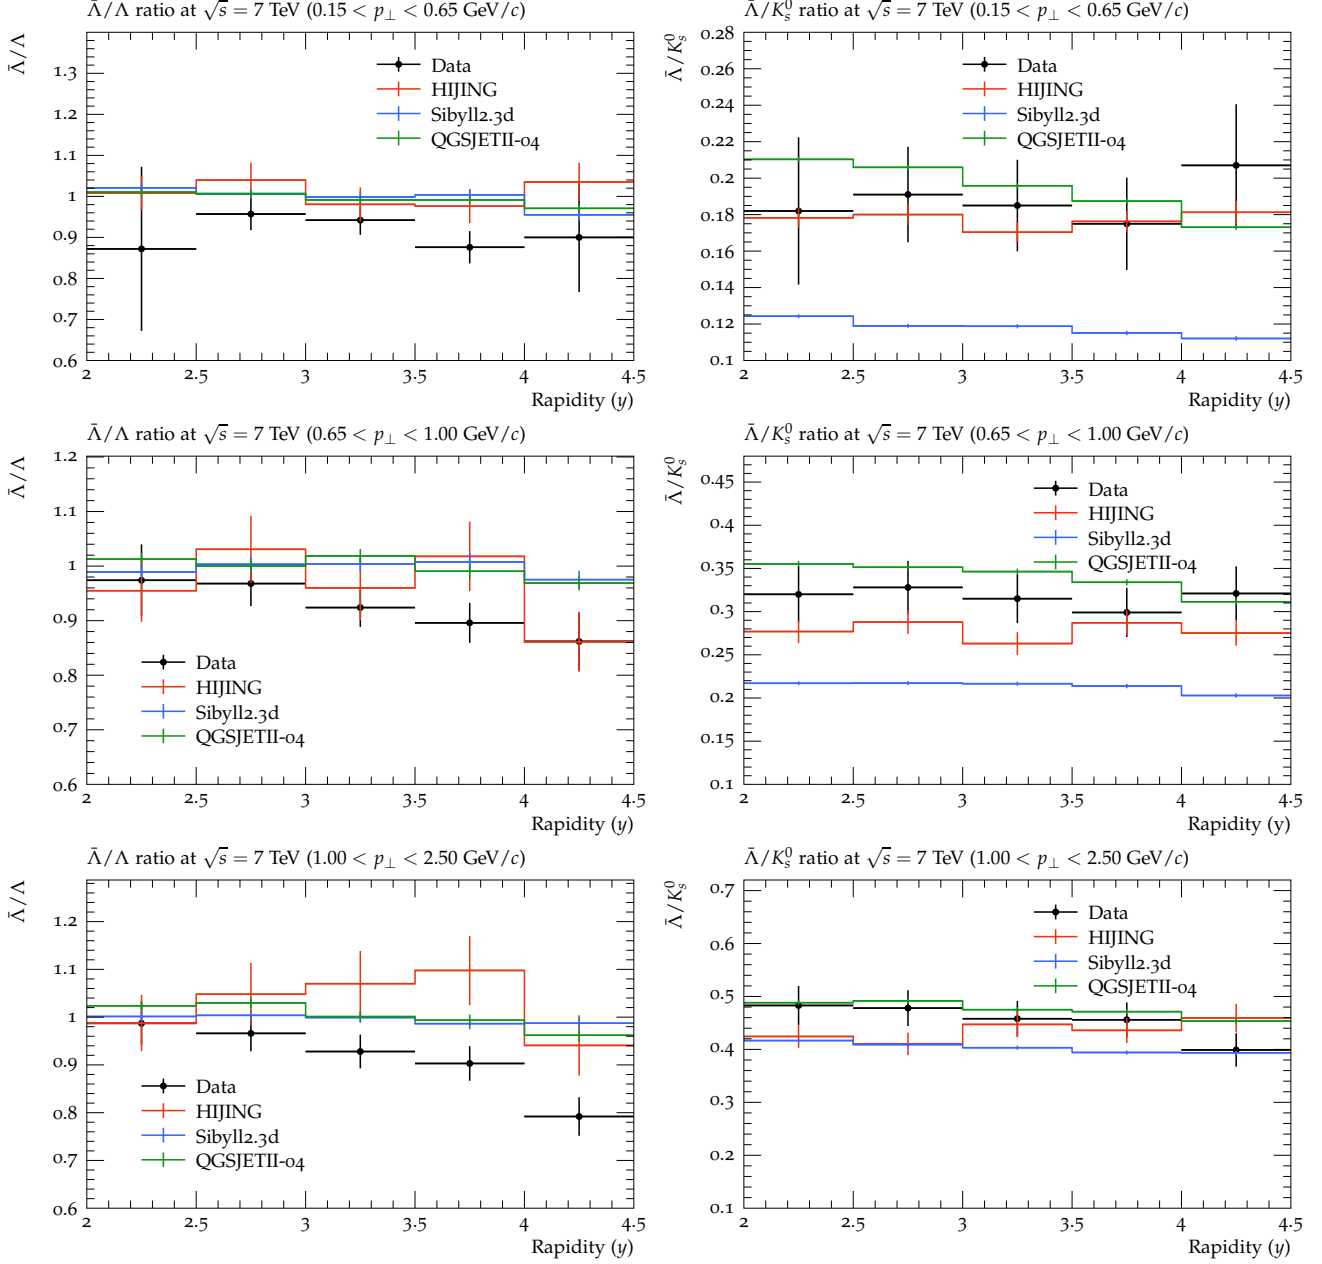 Λ̄/Λ ratio at √s = 7 TeV (0.15 < p⊥ < 0.65 GeV/c)
Λ̄/Λ
1.3
1.2
1.1
1
0.9
0.8
0.7
0.6
Data
HIJING
Sibyll2.3d
QGSJETII-04
2 2.5 3 3.5 4 4.5
Rapidity (y)
Λ̄/K⁰ₛ ratio at √s = 7 TeV (0.15 < p⊥ < 0.65 GeV/c)
Λ̄/K⁰ₛ
0.28
0.26
0.24
0.22
0.2
0.18
0.16
0.14
0.12
0.1
Data
HIJING
Sibyll2.3d
QGSJETII-04
2 2.5 3 3.5 4 4.5
Rapidity (y)
Λ̄/Λ ratio at √s = 7 TeV (0.65 < p⊥ < 1.00 GeV/c)
Λ̄/Λ
1.2
1.1
1
0.9
0.8
0.7
0.6
Data
HIJING
Sibyll2.3d
QGSJETII-04
2 2.5 3 3.5 4 4.5
Rapidity (y)
Λ̄/K⁰ₛ ratio at √s = 7 TeV (0.65 < p⊥ < 1.00 GeV/c)
Λ̄/K⁰ₛ
0.45
0.4
0.35
0.3
0.25
0.2
0.15
0.1
Data
HIJING
Sibyll2.3d
QGSJETII-04
2 2.5 3 3.5 4 4.5
Rapidity (y)
Λ̄/Λ ratio at √s = 7 TeV (1.00 < p⊥ < 2.50 GeV/c)
Λ̄/Λ
1.2
1.1
1
0.9
0.8
0.7
0.6
Data
HIJING
Sibyll2.3d
QGSJETII-04
2 2.5 3 3.5 4 4.5
Rapidity (y)
Λ̄/K⁰ₛ ratio at √s = 7 TeV (1.00 < p⊥ < 2.50 GeV/c)
Λ̄/K⁰ₛ
0.7
0.6
0.5
0.4
0.3
0.2
0.1
Data
HIJING
Sibyll2.3d
QGSJETII-04
2 2.5 3 3.5 4 4.5
Rapidity (y)